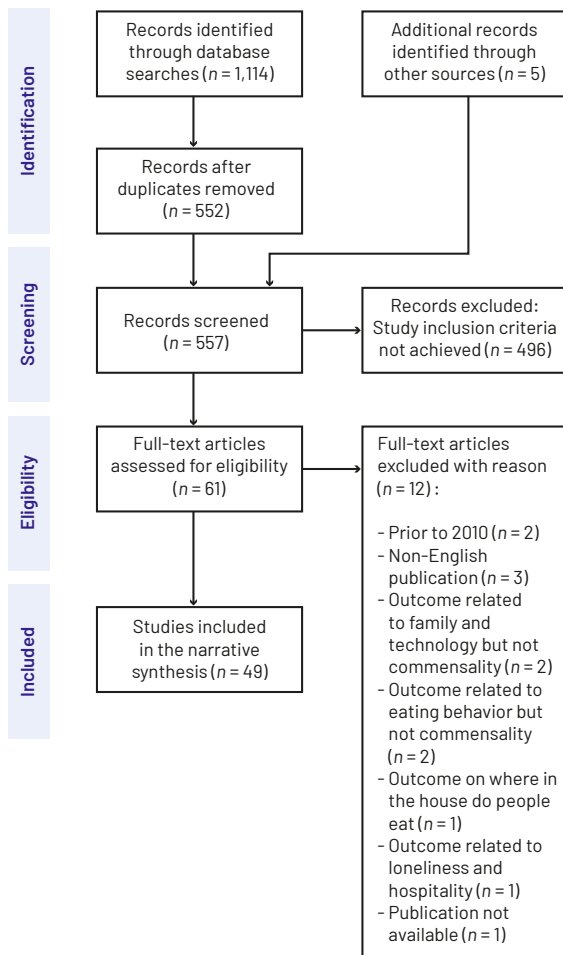 Identification
Records identified
through database
searches (n = 1,114)
Additional records
identified through
other sources (n = 5)
Records after
duplicates removed
(n = 552)
Screening
Records screened
(n = 557)
Records excluded:
Study inclusion criteria
not achieved (n = 496)
Eligibility
Full-text articles
assessed for eligibility
(n = 61)
Full-text articles
excluded with reason
(n = 12) :
- Prior to 2010 (n = 2)
- Non-English
publication (n = 3)
- Outcome related
to family and
technology but not
commensality (n = 2)
- Outcome related to
eating behavior but
not commensality
(n = 2)
- Outcome on where in
the house do people
eat (n = 1)
- Outcome related to
loneliness and
hospitality (n = 1)
- Publication not
available (n = 1)
Included
Studies included
in the narrative
synthesis (n = 49)